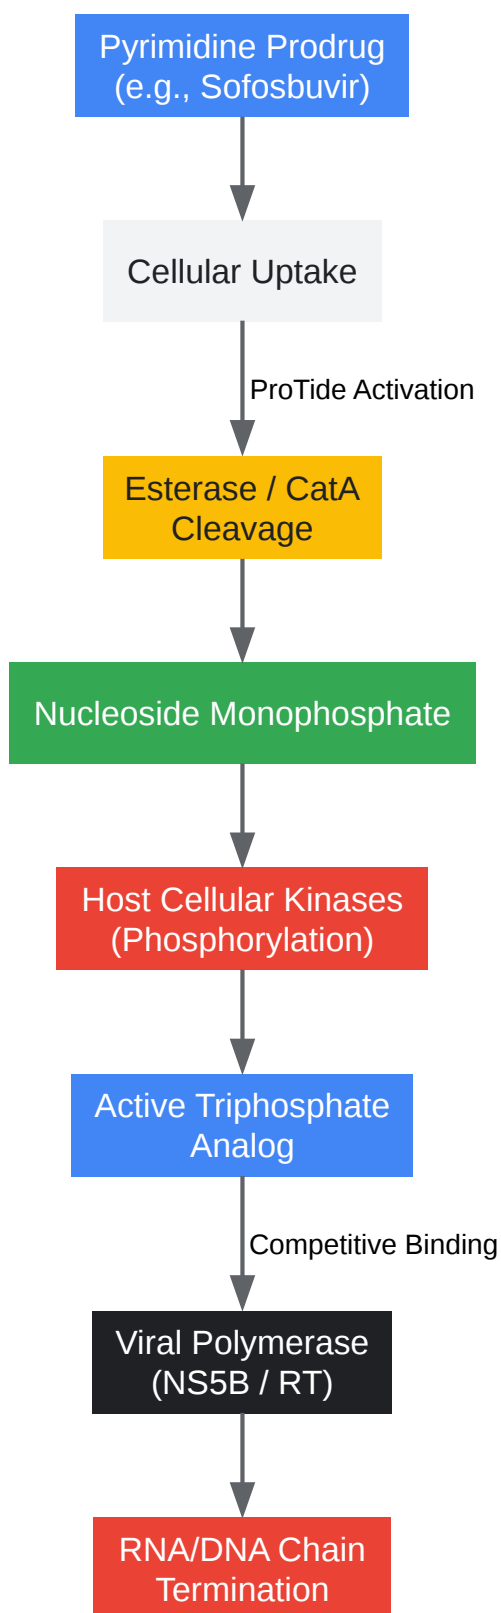 Pyrimidine Prodrug
(e.g., Sofosbuvir)
Cellular Uptake
ProTide Activation
Esterase / CatA
Cleavage
Nucleoside Monophosphate
Host Cellular Kinases
(Phosphorylation)
Active Triphosphate
Analog
Competitive Binding
Viral Polymerase
(NS5B / RT)
RNA/DNA Chain
Termination